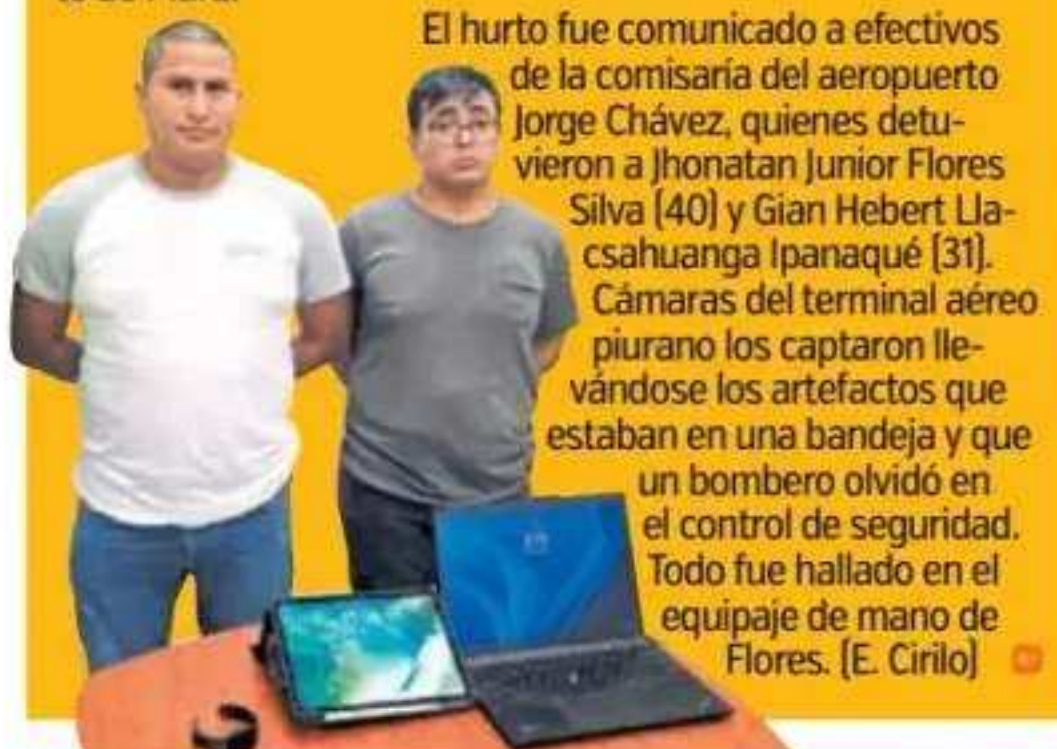 El hurto fue comunicado a efectivos
de la comisaría del aeropuerto
Jorge Chávez, quienes detu-
vieron a Jhonatan Junior Flores
Silva (40) y Gian Hebert Lla-
csahuanga Ipanaqué (31).
Cámaras del terminal aéreo
piurano los captaron lle-
vándose los artefactos que
estaban en una bandeja y que
un bombero olvidó en
el control de seguridad.
Todo fue hallado en el
equipaje de mano de
Flores. (E. Cirilo)